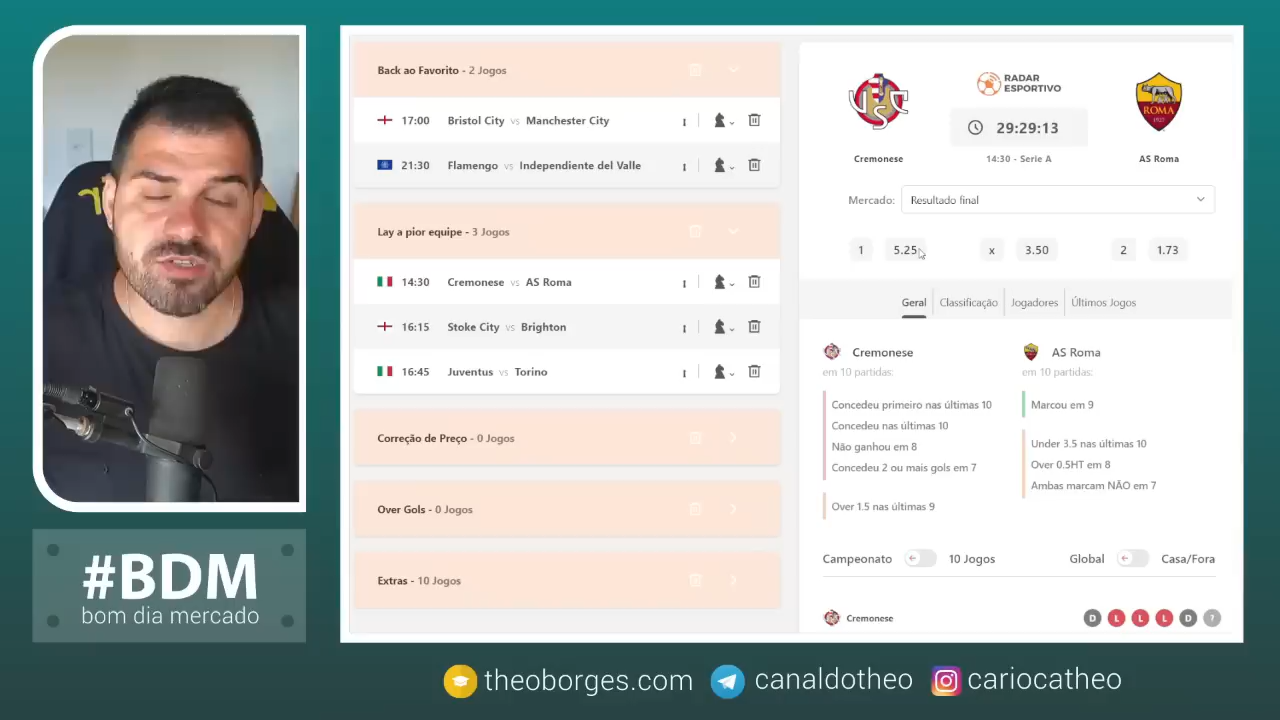 Back ao Favorito - 2 Jogos
17:00 Bristol City vs Manchester City
21:30 Flamengo vs Independiente del Valle
Lay a pior equipe - 3 Jogos
14:30 Cremonese vs AS Roma
16:15 Stoke City vs Brighton
16:45 Juventus vs Torino
Correção de Preço - 0 Jogos
Over Gols - 0 Jogos
Extras - 10 Jogos
RADAR
ESPORTIVO
ROMA
1927
29:29:13
Cremonese
14:30 - Serie A
AS Roma
Mercado: Resultado final
1 5.25 x 3.50 2 1.73
Geral Classificação Jogadores Últimos Jogos
Cremonese
em 10 partidas:
Concedeu primeiro nas últimas 10
Concedeu nas últimas 10
Não ganhou em 8
Concedeu 2 ou mais gols em 7
Over 1.5 nas últimas 9
AS Roma
em 10 partidas:
Marcou em 9
Under 3.5 nas últimas 10
Over 0.5HT em 8
Ambas marcam NÃO em 7
Campeonato 10 Jogos Global Casa/Fora
Cremonese D L L L D ?
#BDM
bom dia mercado
theoborges.com canaldotheo cariocatheo